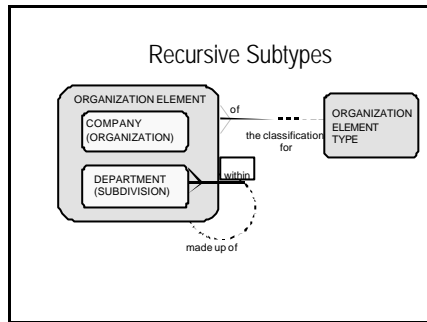 Recursive Subtypes
ORGANIZATION ELEMENT
COMPANY
(ORGANIZATION)
DEPARTMENT
(SUBDIVISION)
of
the classification
for
ORGANIZATION
ELEMENT
TYPE
within
made up of